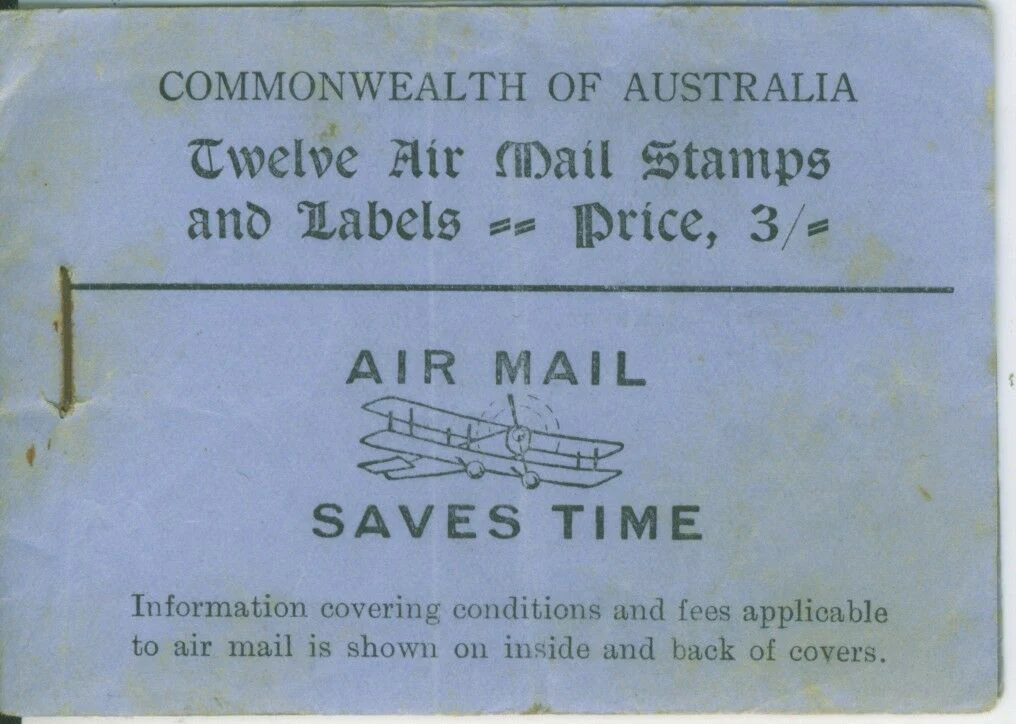 COMMONWEALTH OF AUSTRALIA
Twelve Air Mail Stamps
and Labels == Price, 3/=
AIR MAIL
SAVES TIME
Information covering conditions and fees applicable
to air mail is shown on inside and back of covers.